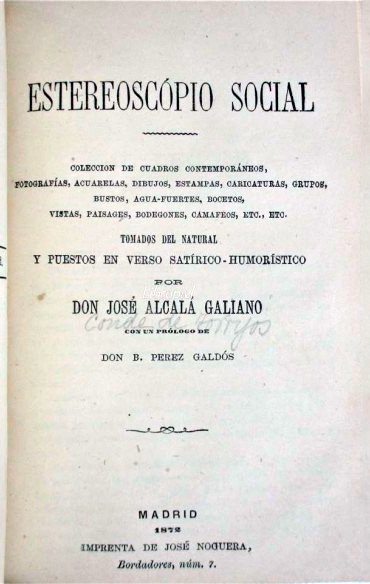 ESTEREOSCÓPIO SOCIAL
COLECCION DE CUADROS CONTEMPORÁNEOS,
FOTOGRAFÍAS, ACUARELAS, DIBUJOS, ESTAMPAS, CARICATURAS, GRUPOS,
BUSTOS, AGUA-FUERTES, BOCETOS,
VISTAS, PAISAGES, BODEGONES, CAMAFEOS, ETC., ETC.
TOMADOS DEL NATURAL
Y PUESTOS EN VERSO SATÍRICO-HUMORÍSTICO
POR
DON JOSÉ ALCALÁ GALIANO
conde de Torrijos
CON UN PRÓLOGO DE
DON B. PEREZ GALDÓS
MADRID
1872
IMPRENTA DE JOSÉ NOGUERA,
Bordadores, núm. 7.